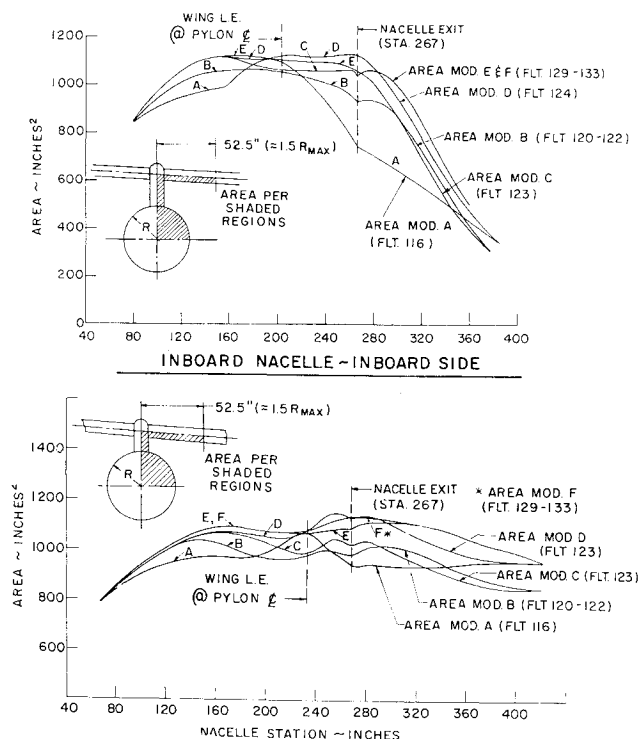 WING L.E.
@ PYLON ℄
NACELLE EXIT
(STA. 267)
1200
1000
800
600
400
200
0
AREA ~ INCHES²
E
D
C
D
E
B
B
A
A
AREA MOD. E & F (FLT. 129-133)
AREA MOD. D (FLT 124)
AREA MOD. B (FLT 120-122)
AREA MOD. C
(FLT 123)
AREA MOD. A
(FLT. 116)
52.5" (≈1.5 RMAX)
AREA PER
SHADED
REGIONS
R
40 80 120 160 200 240 280 320 360 400
INBOARD NACELLE ~ INBOARD SIDE
52.5" (≈1.5 RMAX)
AREA PER
SHADED
REGIONS
R
1400
1200
1000
800
600
400
AREA ~ INCHES²
NACELLE EXIT
(STA. 267)
* AREA MOD. F
(FLT. 129-133)
E, F
D
A
B
C
E
F*
AREA MOD D
(FLT 123)
AREA MOD. C (FLT. 123)
AREA MOD. B (FLT 120-122)
AREA MOD. A (FLT 116)
WING L.E.
@ PYLON ℄
40 80 120 160 200 240 280 320 360 400
NACELLE STATION ~ INCHES